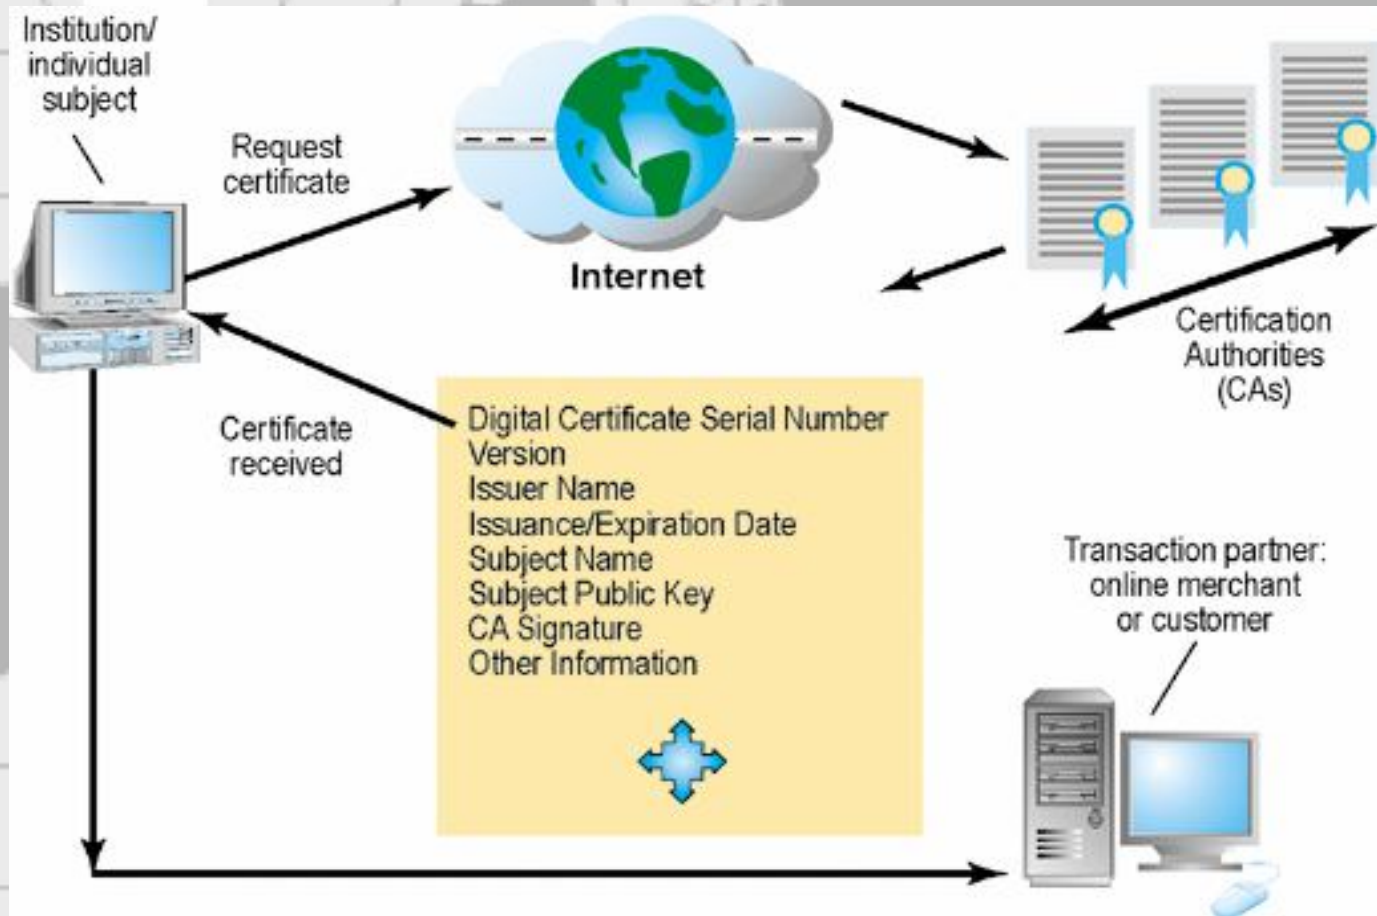 Institution/
individual
subject
Request
certificate
Internet
Certification
Authorities
(CAs)
Certificate
received
Digital Certificate Serial Number
Version
Issuer Name
Issuance/Expiration Date
Subject Name
Subject Public Key
CA Signature
Other Information
Transaction partner:
online merchant
or customer